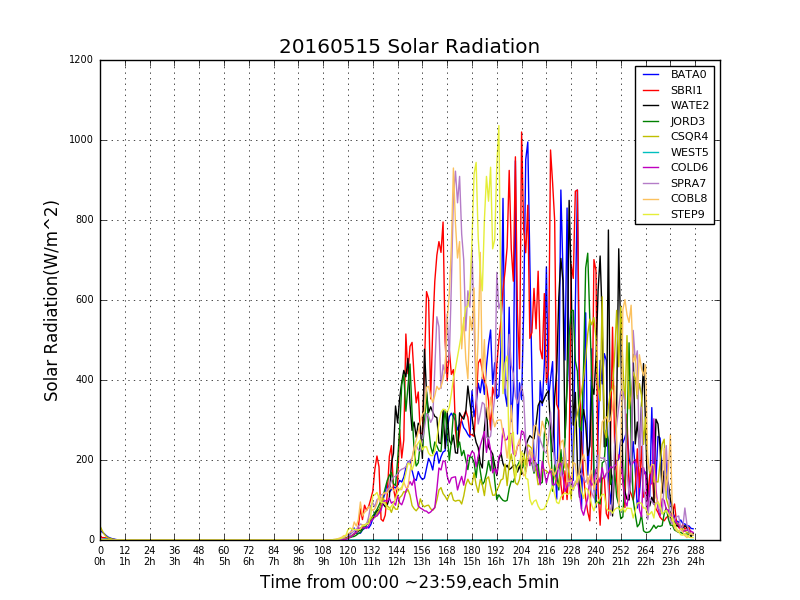 20160515 Solar Radiation
1200
1000
800
600
400
200
0
Solar Radiation(W/m^2)
BATA0
SBRI1
WATE2
JORD3
CSQR4
WEST5
COLD6
SPRA7
COBL8
STEP9
0 12 24 36 48 60 72 84 96 108 120 132 144 156 168 180 192 204 216 228 240 252 264 276 288
0h 1h 2h 3h 4h 5h 6h 7h 8h 9h 10h 11h 12h 13h 14h 15h 16h 17h 18h 19h 20h 21h 22h 23h 24h
Time from 00:00 ~23:59,each 5min